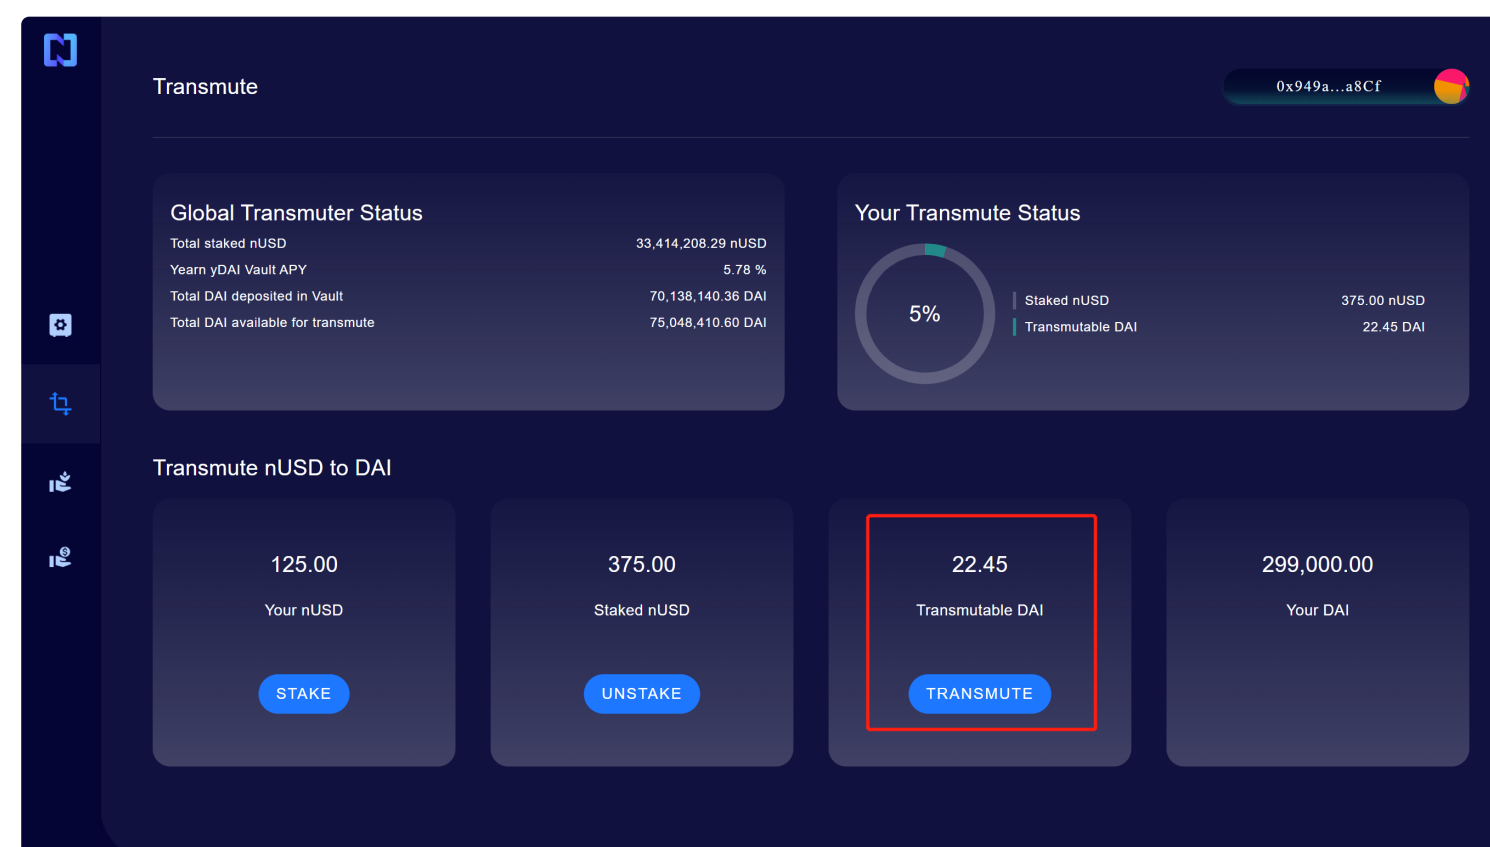 Transmute
0x949a...a8Cf
Global Transmuter Status
Total staked nUSD 33,414,208.29 nUSD
Yearn yDAI Vault APY 5.78 %
Total DAI deposited in Vault 70,138,140.36 DAI
Total DAI available for transmute 75,048,410.60 DAI
Your Transmute Status
5%
Staked nUSD 375.00 nUSD
Transmutable DAI 22.45 DAI
Transmute nUSD to DAI
125.00
Your nUSD
STAKE
375.00
Staked nUSD
UNSTAKE
22.45
Transmutable DAI
TRANSMUTE
299,000.00
Your DAI